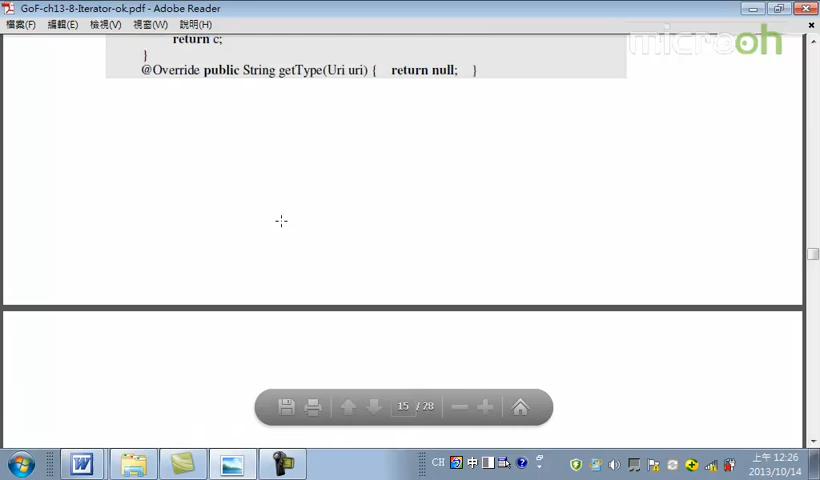 GoF-ch13-8-Iterator-ok.pdf - Adobe Reader
檔案(F) 編輯(E) 檢視(V) 視窗(W) 說明(H)
microoh
return c;
}
@Override public String getType(Uri uri) { return null; }
15 / 28
CH 中
上午 12:26
2013/10/14